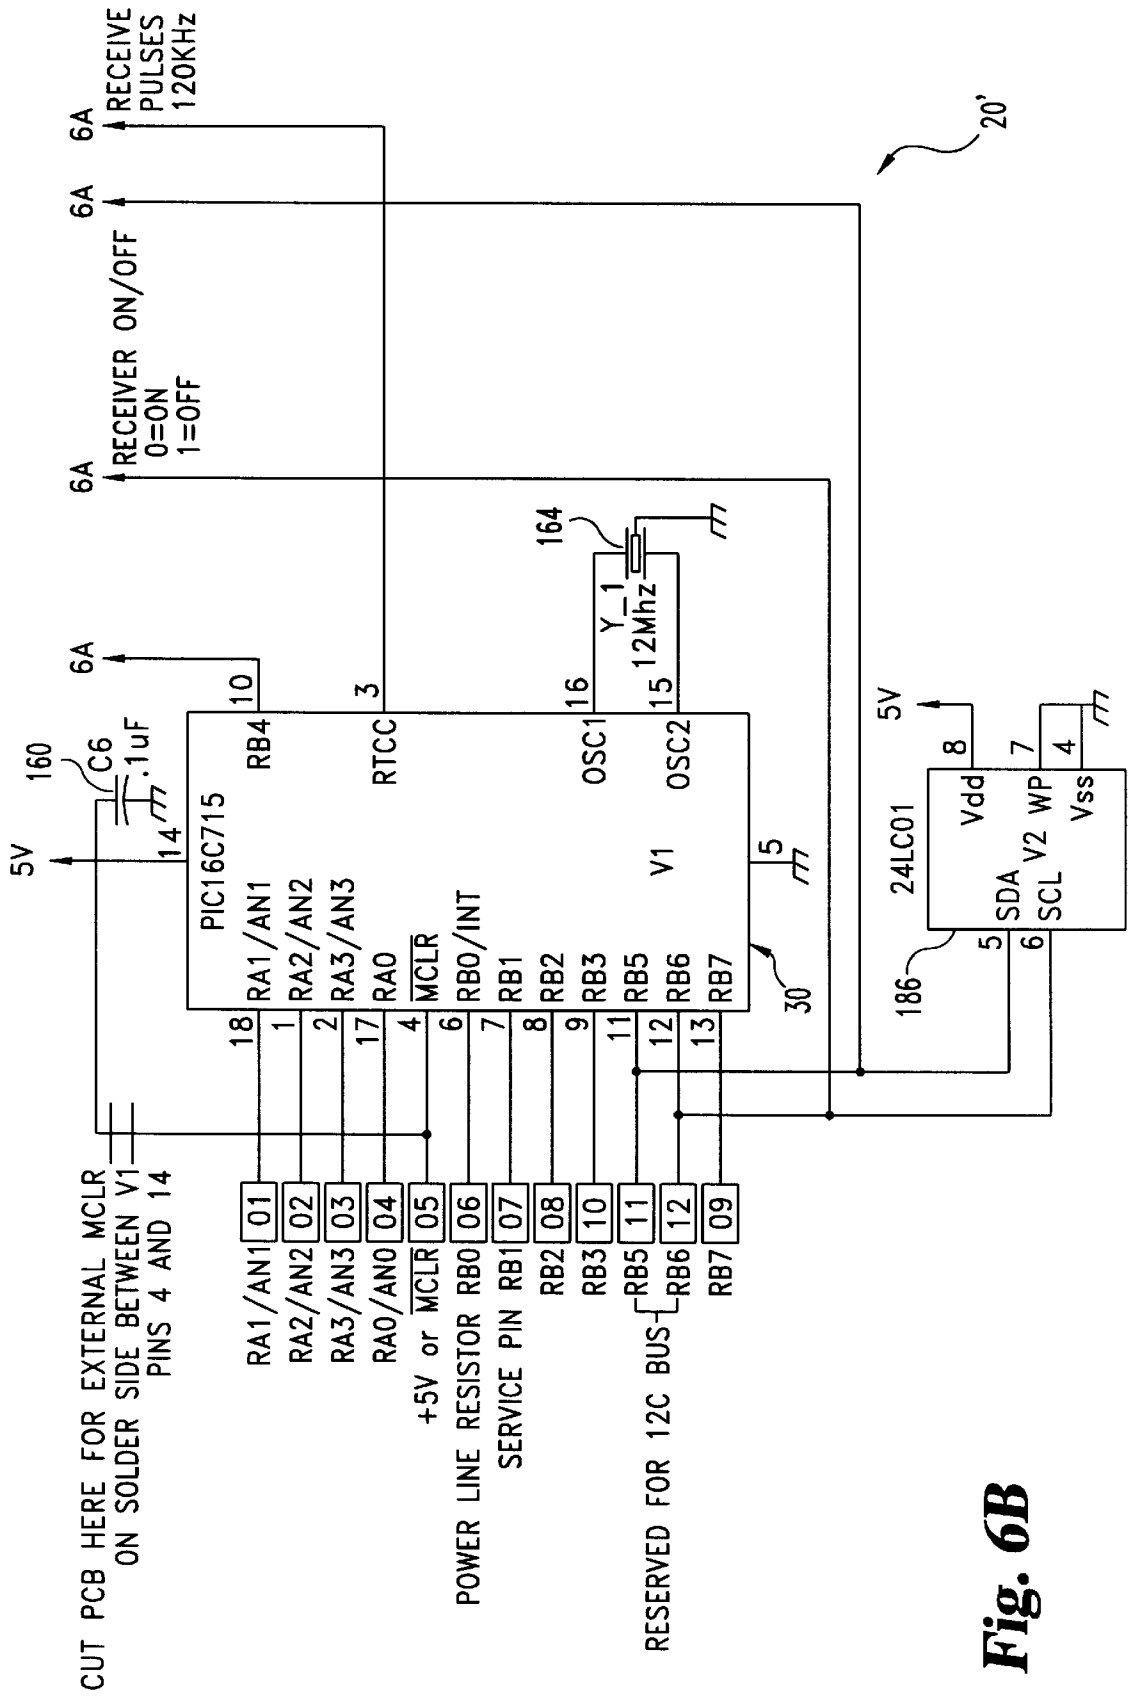 CUT PCB HERE FOR EXTERNAL MCLR
ON SOLDER SIDE BETWEEN V1
PINS 4 AND 14
5V
160
C6
.1uF
14
6A
6A
RECEIVER ON/OFF
0=ON
1=OFF
6A
6A
RECEIVE
PULSES
120KHz
PIC16C715
RA1/AN1 01
18
RA1/AN1
RB4
10
RA2/AN2 02
1
RA2/AN2
RA3/AN3 03
2
RA3/AN3
RA0/AN0 04
17
RA0
RTCC
3
+5V or MCLR 05
4
MCLR
POWER LINE RESISTOR RB0 06
6
RB0/INT
SERVICE PIN RB1 07
7
RB1
RB2 08
8
RB2
RB3 10
9
RB3
OSC1
16
RB5 11
11
RB5
RESERVED FOR 12C BUS
RB6 12
12
RB6
OSC2
15
RB7 09
13
RB7
V1
5
30
Y_1
12Mhz
164
20'
24LC01
186
5
SDA
6
SCL
V2
Vdd
8
5V
WP
7
Vss
4
Fig. 6B